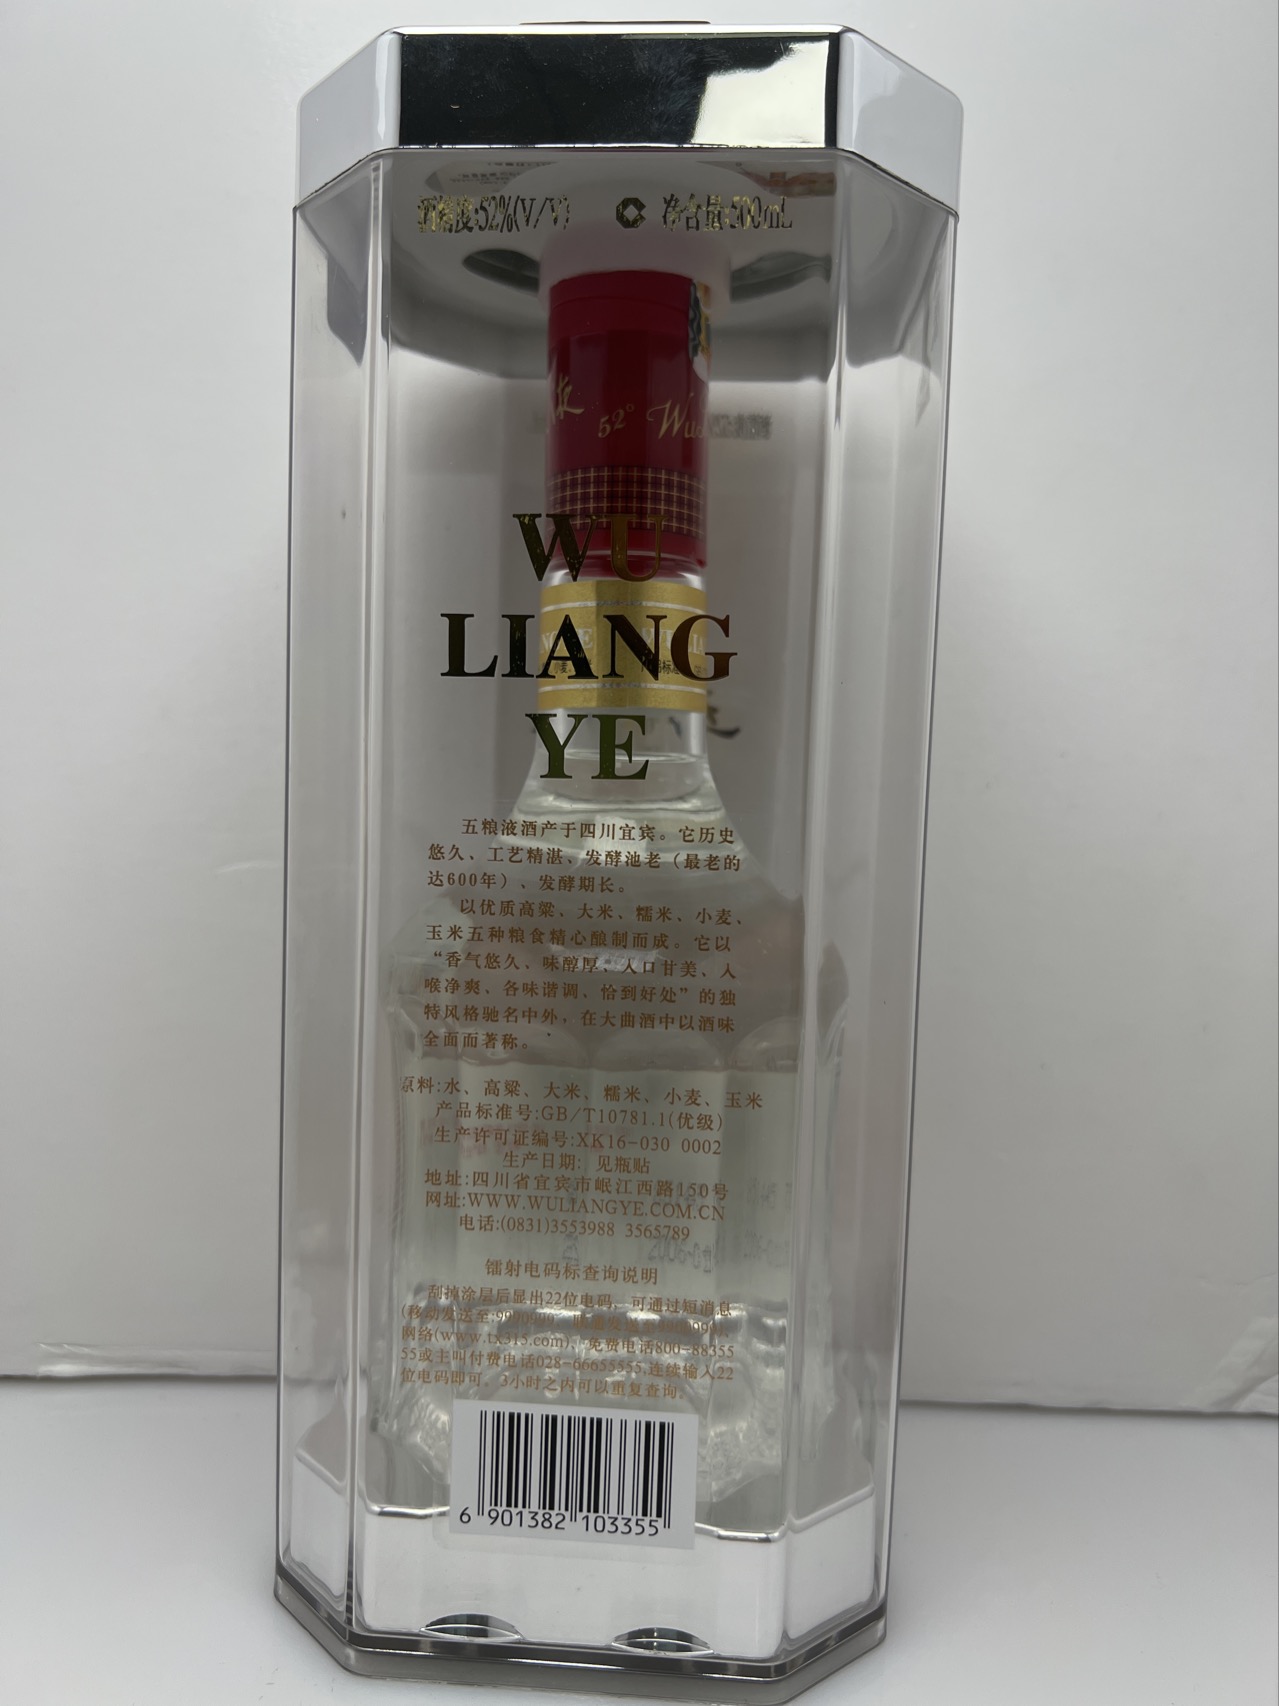 酒精度:52%(V/V) 净含量:500mL
52° Wu
WU
LIANG
YE
五粮液酒产于四川宜宾。它历史
悠久、工艺精湛、发酵池老（最老的
达600年）、发酵期长。
以优质高粱、大米、糯米、小麦、
玉米五种粮食精心酿制而成。它以
“香气悠久、味醇厚、入口甘美、入
喉净爽、各味谐调、恰到好处”的独
特风格驰名中外，在大曲酒中以酒味
全面而著称。
原料:水、高粱、大米、糯米、小麦、玉米
产品标准号:GB/T10781.1(优级)
生产许可证编号:XK16-030 0002
生产日期: 见瓶贴
地址:四川省宜宾市岷江西路150号
网址:WWW.WULIANGYE.COM.CN
电话:(0831)3553988 3565789
镭射电码标查询说明
刮掉涂层后显出22位电码，可通过短消息
(移动发送至:9900990、联通发送至
网络(www.tx315.com)、免费电话800-88355
55或主叫付费电话028-66655555,连续输入22
位电码即可。3小时之内可以重复查询。
6 901382 103355